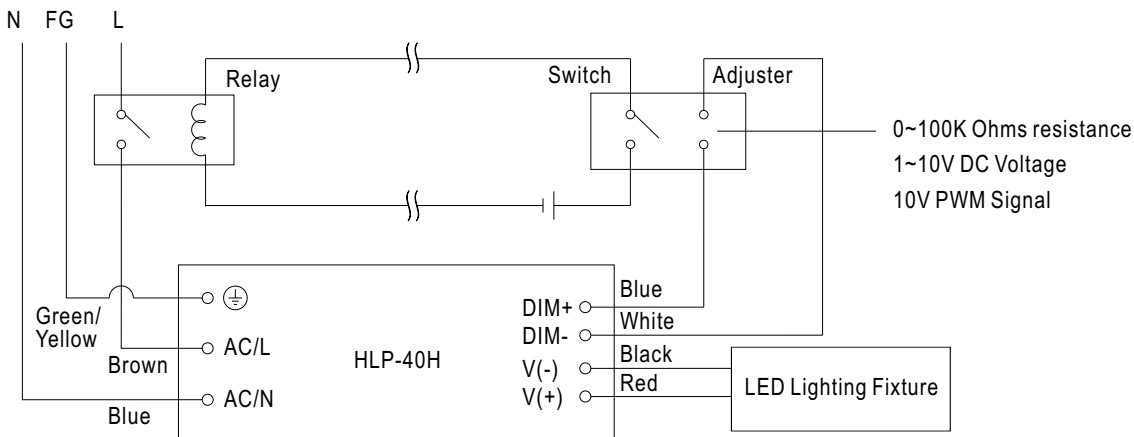 N FG L
Relay
Switch
Adjuster
0~100K Ohms resistance
1~10V DC Voltage
10V PWM Signal
Green/
Yellow
Brown
Blue
AC/L
AC/N
HLP-40H
DIM+
DIM-
V(-)
V(+)
Blue
White
Black
Red
LED Lighting Fixture